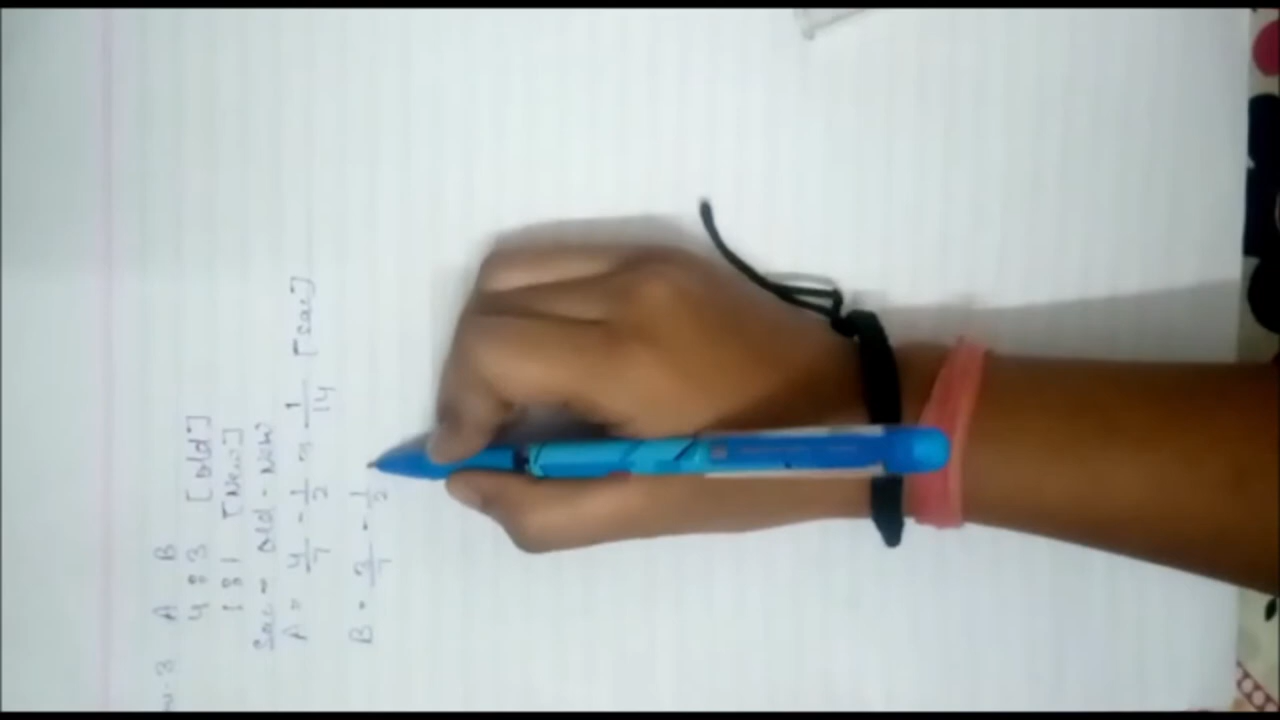 A B
4 : 3 [old]
1 : 1 [New]
Sac = old - New
A = 4/7 - 1/2 = 1/14 [sac]
B = 3/7 - 1/2